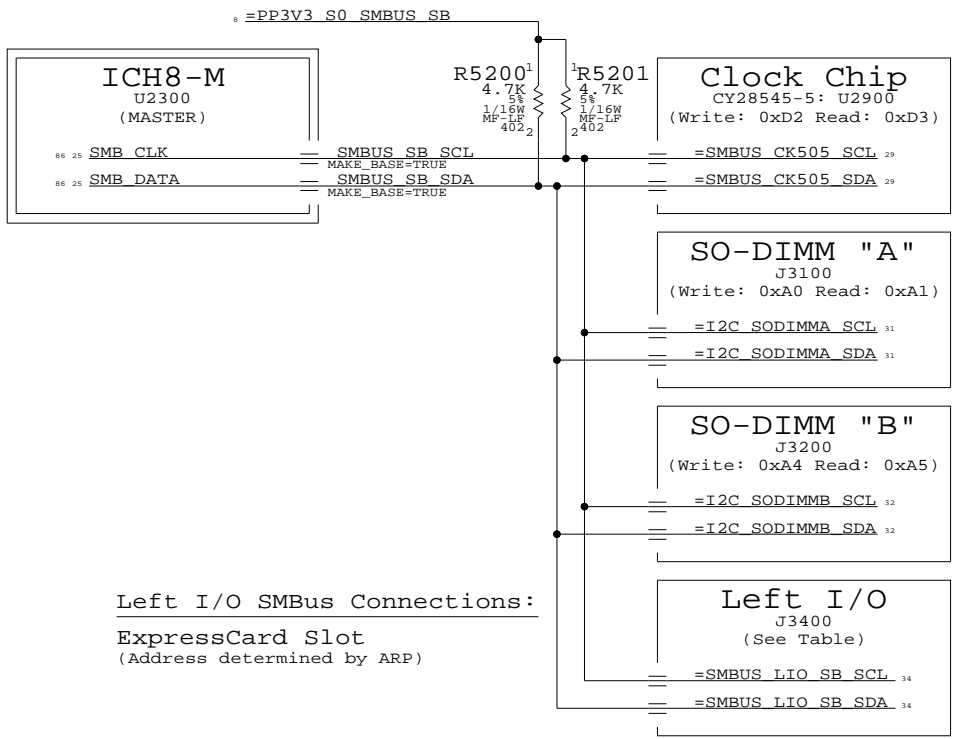 8 =PP3V3_S0_SMBUS_SB
ICH8-M
U2300
(MASTER)
86 25 SMB_CLK
SMBUS_SB_SCL
MAKE_BASE=TRUE
86 25 SMB_DATA
SMBUS_SB_SDA
MAKE_BASE=TRUE
R5200
4.7K
5%
1/16W
MF-LF
402
1
2
R5201
4.7K
5%
1/16W
MF-LF
402
1
2
Clock Chip
CY28545-5: U2900
(Write: 0xD2 Read: 0xD3)
=SMBUS_CK505_SCL 29
=SMBUS_CK505_SDA 29
SO-DIMM "A"
J3100
(Write: 0xA0 Read: 0xA1)
=I2C_SODIMMA_SCL 31
=I2C_SODIMMA_SDA 31
SO-DIMM "B"
J3200
(Write: 0xA4 Read: 0xA5)
=I2C_SODIMMB_SCL 32
=I2C_SODIMMB_SDA 32
Left I/O SMBus Connections:
ExpressCard Slot
(Address determined by ARP)
Left I/O
J3400
(See Table)
=SMBUS_LIO_SB_SCL 34
=SMBUS_LIO_SB_SDA 34